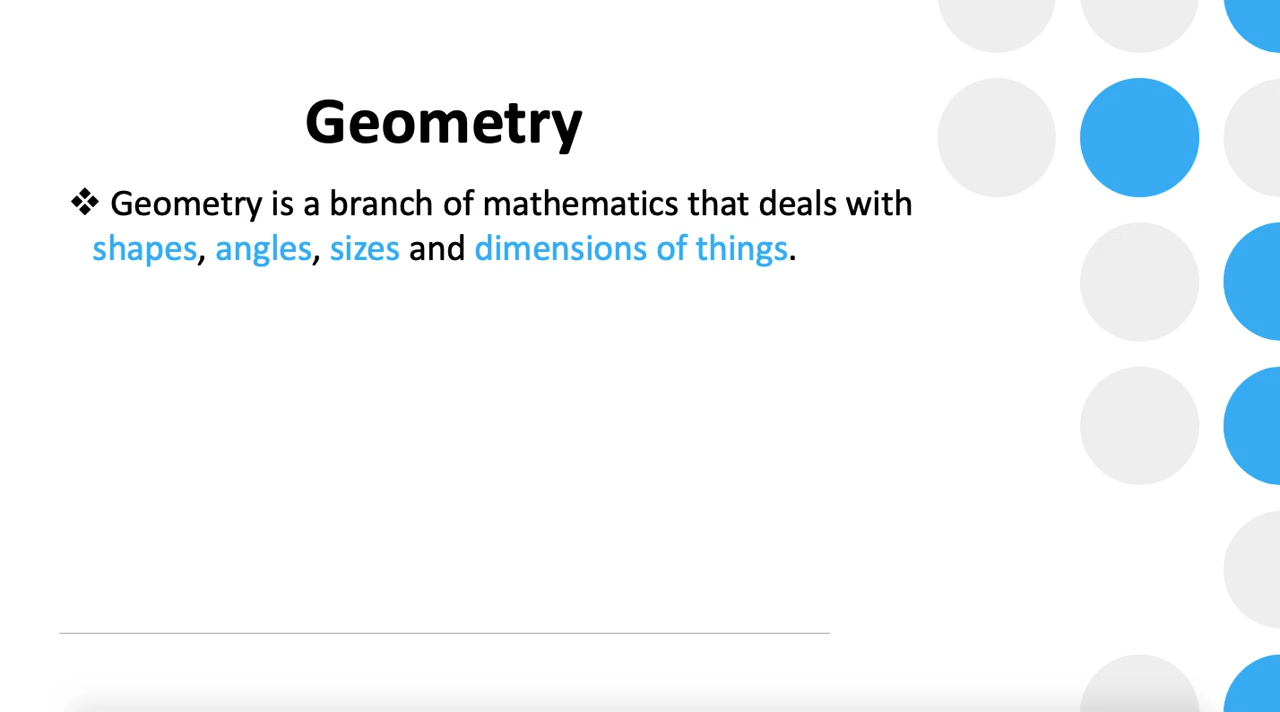 Geometry
❖ Geometry is a branch of mathematics that deals with
shapes, angles, sizes and dimensions of things.